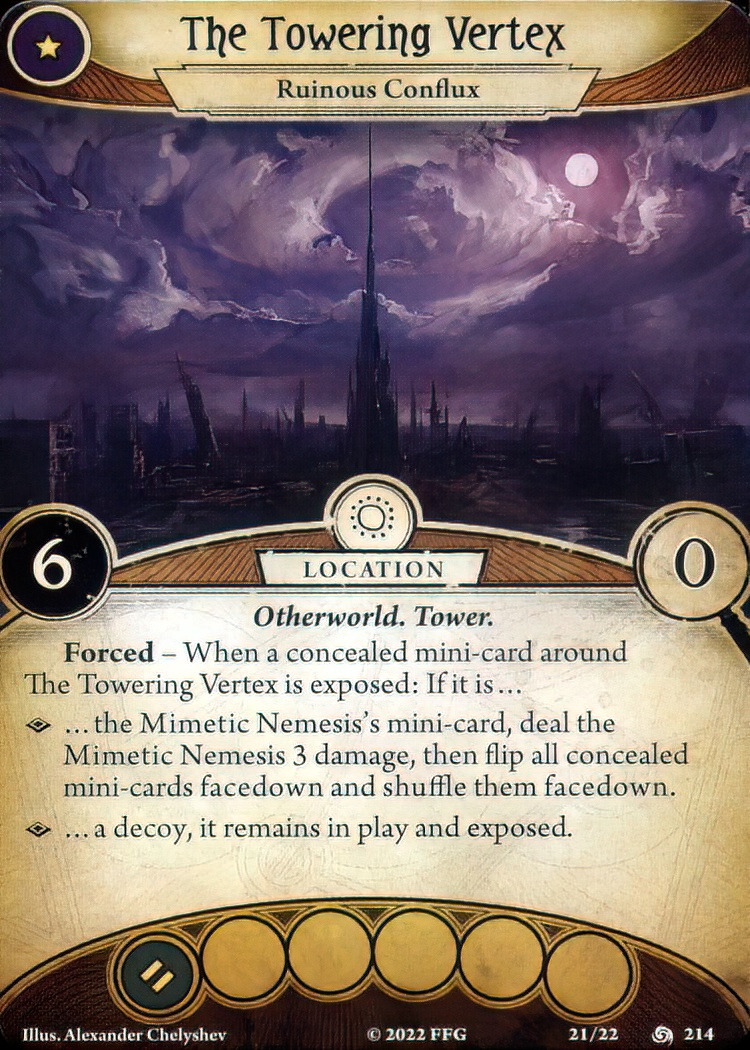 The Towering Vertex
Ruinous Conflux
6
LOCATION
0
Otherworld. Tower.
Forced – When a concealed mini-card around
The Towering Vertex is exposed: If it is…
…the Mimetic Nemesis's mini-card, deal the
Mimetic Nemesis 3 damage, then flip all concealed
mini-cards facedown and shuffle them facedown.
…a decoy, it remains in play and exposed.
Illus. Alexander Chelyshev © 2022 FFG 21/22 214